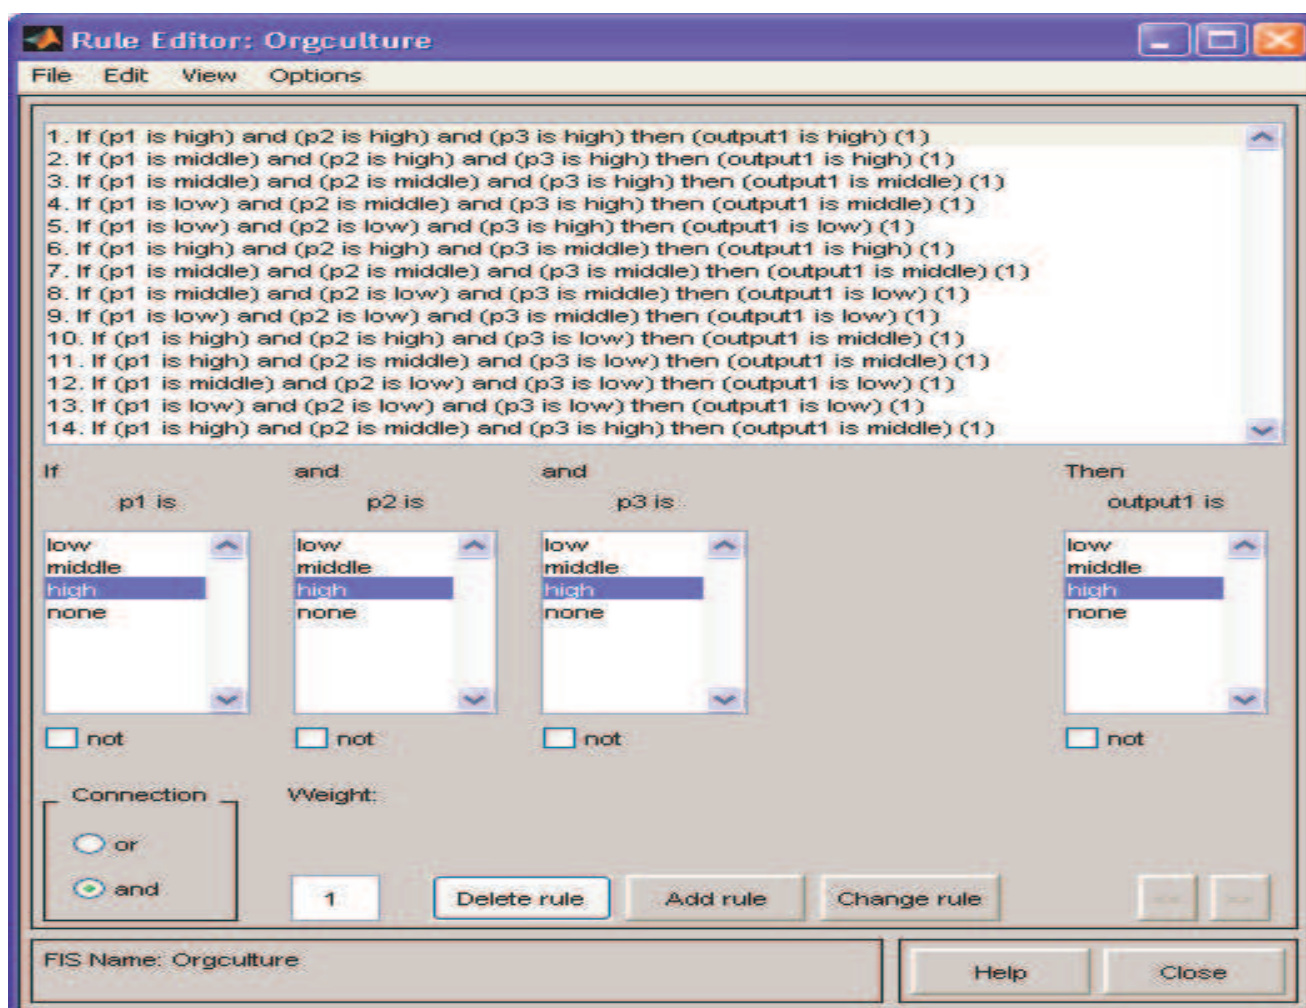 Rule Editor: Orgculture
File Edit View Options
1. If (p1 is high) and (p2 is high) and (p3 is high) then (output1 is high) (1)
2. If (p1 is middle) and (p2 is high) and (p3 is high) then (output1 is high) (1)
3. If (p1 is middle) and (p2 is middle) and (p3 is high) then (output1 is middle) (1)
4. If (p1 is low) and (p2 is middle) and (p3 is high) then (output1 is middle) (1)
5. If (p1 is low) and (p2 is low) and (p3 is high) then (output1 is low) (1)
6. If (p1 is high) and (p2 is high) and (p3 is middle) then (output1 is high) (1)
7. If (p1 is middle) and (p2 is middle) and (p3 is middle) then (output1 is middle) (1)
8. If (p1 is middle) and (p2 is low) and (p3 is middle) then (output1 is low) (1)
9. If (p1 is low) and (p2 is low) and (p3 is middle) then (output1 is low) (1)
10. If (p1 is high) and (p2 is high) and (p3 is low) then (output1 is middle) (1)
11. If (p1 is high) and (p2 is middle) and (p3 is low) then (output1 is middle) (1)
12. If (p1 is middle) and (p2 is low) and (p3 is low) then (output1 is low) (1)
13. If (p1 is low) and (p2 is low) and (p3 is low) then (output1 is low) (1)
14. If (p1 is high) and (p2 is middle) and (p3 is high) then (output1 is middle) (1)
If and and Then
p1 is p2 is p3 is output1 is
low low low low
middle middle middle middle
high high high high
none none none none
not not not not
Connection Weight:
or
and 1 Delete rule Add rule Change rule << >>
FIS Name: Orgculture Help Close